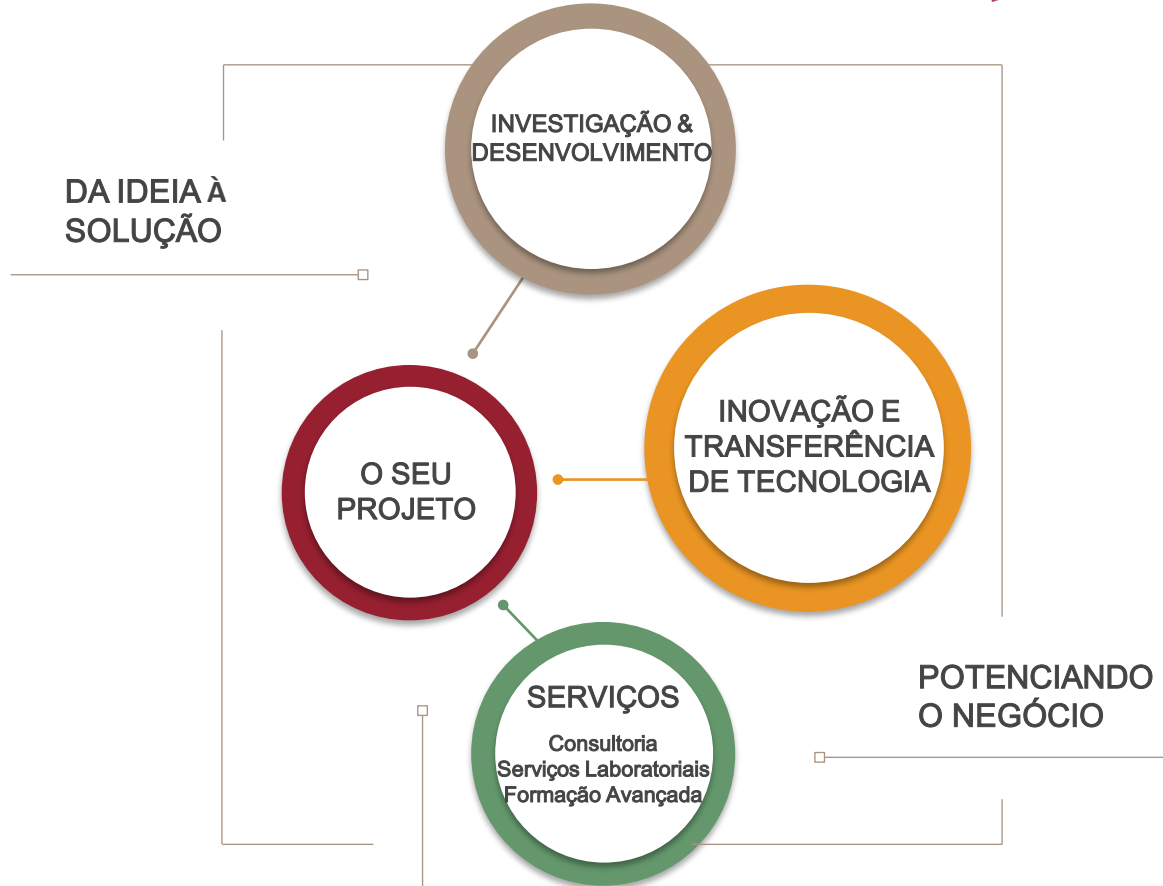 INVESTIGAÇÃO &
DESENVOLVIMENTO
DA IDEIA À
SOLUÇÃO
INOVAÇÃO E
TRANSFERÊNCIA
DE TECNOLOGIA
O SEU
PROJETO
SERVIÇOS
Consultoria
Serviços Laboratoriais
Formação Avançada
POTENCIANDO
O NEGÓCIO